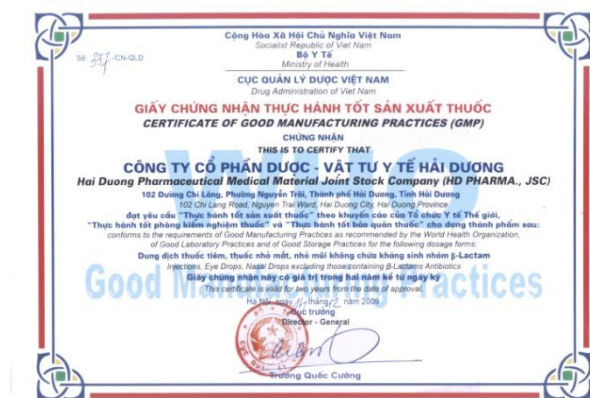 Cộng Hòa Xã Hội Chủ Nghĩa Việt Nam
Socialist Republic of Viet Nam
Bộ Y Tế
Ministry of Health
Số: 337 /CN-QLD
CỤC QUẢN LÝ DƯỢC VIỆT NAM
Drug Administration of Viet Nam
GIẤY CHỨNG NHẬN THỰC HÀNH TỐT SẢN XUẤT THUỐC
CERTIFICATE OF GOOD MANUFACTURING PRACTICES (GMP)
CHỨNG NHẬN
THIS IS TO CERTIFY THAT
CÔNG TY CỔ PHẦN DƯỢC - VẬT TƯ Y TẾ HẢI DƯƠNG
Hai Duong Pharmaceutical Medical Material Joint Stock Company (HD PHARMA., JSC)
102 Đường Chi Lăng, Phường Nguyễn Trãi, Thành phố Hải Dương, Tỉnh Hải Dương
102 Chi Lang Road, Nguyen Trai Ward, Hai Duong City, Hai Duong Province
đạt yêu cầu "Thực hành tốt sản xuất thuốc" theo khuyến cáo của Tổ chức Y tế Thế giới,
"Thực hành tốt phòng kiểm nghiệm thuốc" và "Thực hành tốt bảo quản thuốc" cho dạng thành phẩm sau:
conforms to the requirements of Good Manufacturing Practices as recommended by the World Health Organization,
of Good Laboratory Practices and of Good Storage Practices for the following dosage forms:
Dung dịch thuốc tiêm, thuốc nhỏ mắt, nhỏ mũi không chứa kháng sinh nhóm β-Lactam
Injections, Eye Drops, Nasal Drops excluding those containing β-Lactams Antibiotics
Giấy chứng nhận này có giá trị trong hai năm kể từ ngày ký
This certificate is valid for two years from the date of approval
WHO
Good Manufacturing Practices
Hà Nội, ngày 14 tháng 12 năm 2009
Cục trưởng
Director - General
Trương Quốc Cường